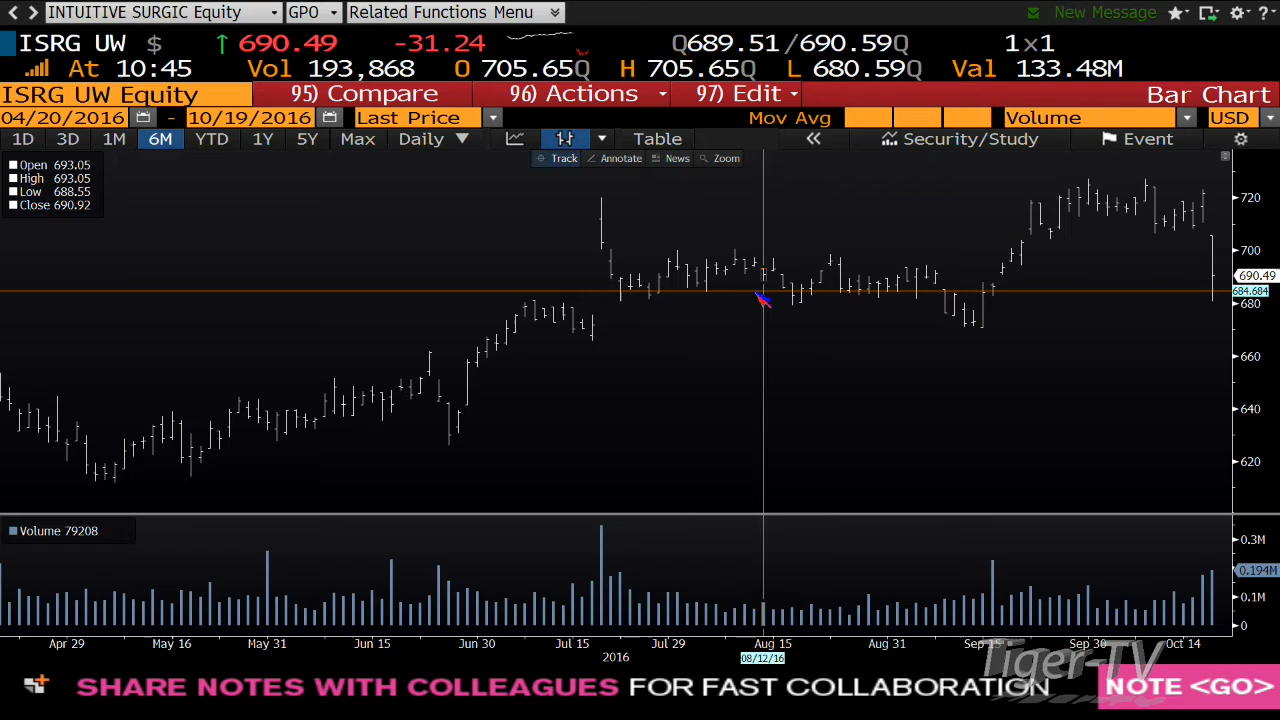 INTUITIVE SURGIC Equity GPO Related Functions Menu New Message
ISRG UW $ 690.49 -31.24 Q689.51/690.59Q 1×1
At 10:45 Vol 193,868 O 705.65Q H 705.65Q L 680.59Q Val 133.48M
ISRG UW Equity 95) Compare 96) Actions 97) Edit Bar Chart
04/20/2016 - 10/19/2016 Last Price Mov Avg Volume USD
1D 3D 1M 6M YTD 1Y 5Y Max Daily Table Security/Study Event
Track Annotate News Zoom
Open 693.05
High 693.05
Low 688.55
Close 690.92
720
700
690.49
684.684
680
660
640
620
Volume 79208
0.3M
0.194M
0.1M
0
Apr 29 May 16 May 31 Jun 15 Jun 30 Jul 15 Jul 29 Aug 15 Aug 31 Sep 15 Sep 30 Oct 14
2016 08/12/16
Tiger-TV
SHARE NOTES WITH COLLEAGUES FOR FAST COLLABORATION NOTE <GO>